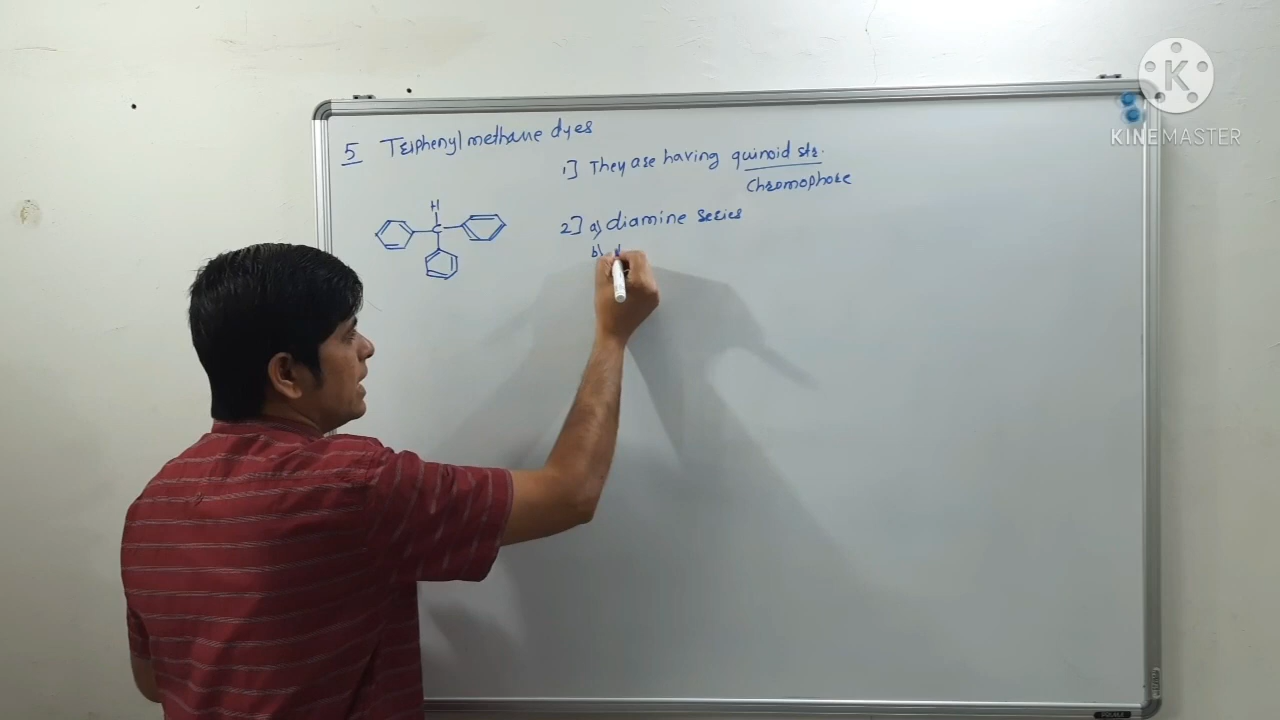 5 Triphenyl methane dyes
1] They are having quinoid str.
Chromophore
H
C
2] a) diamine series
b)
K
KINEMASTER